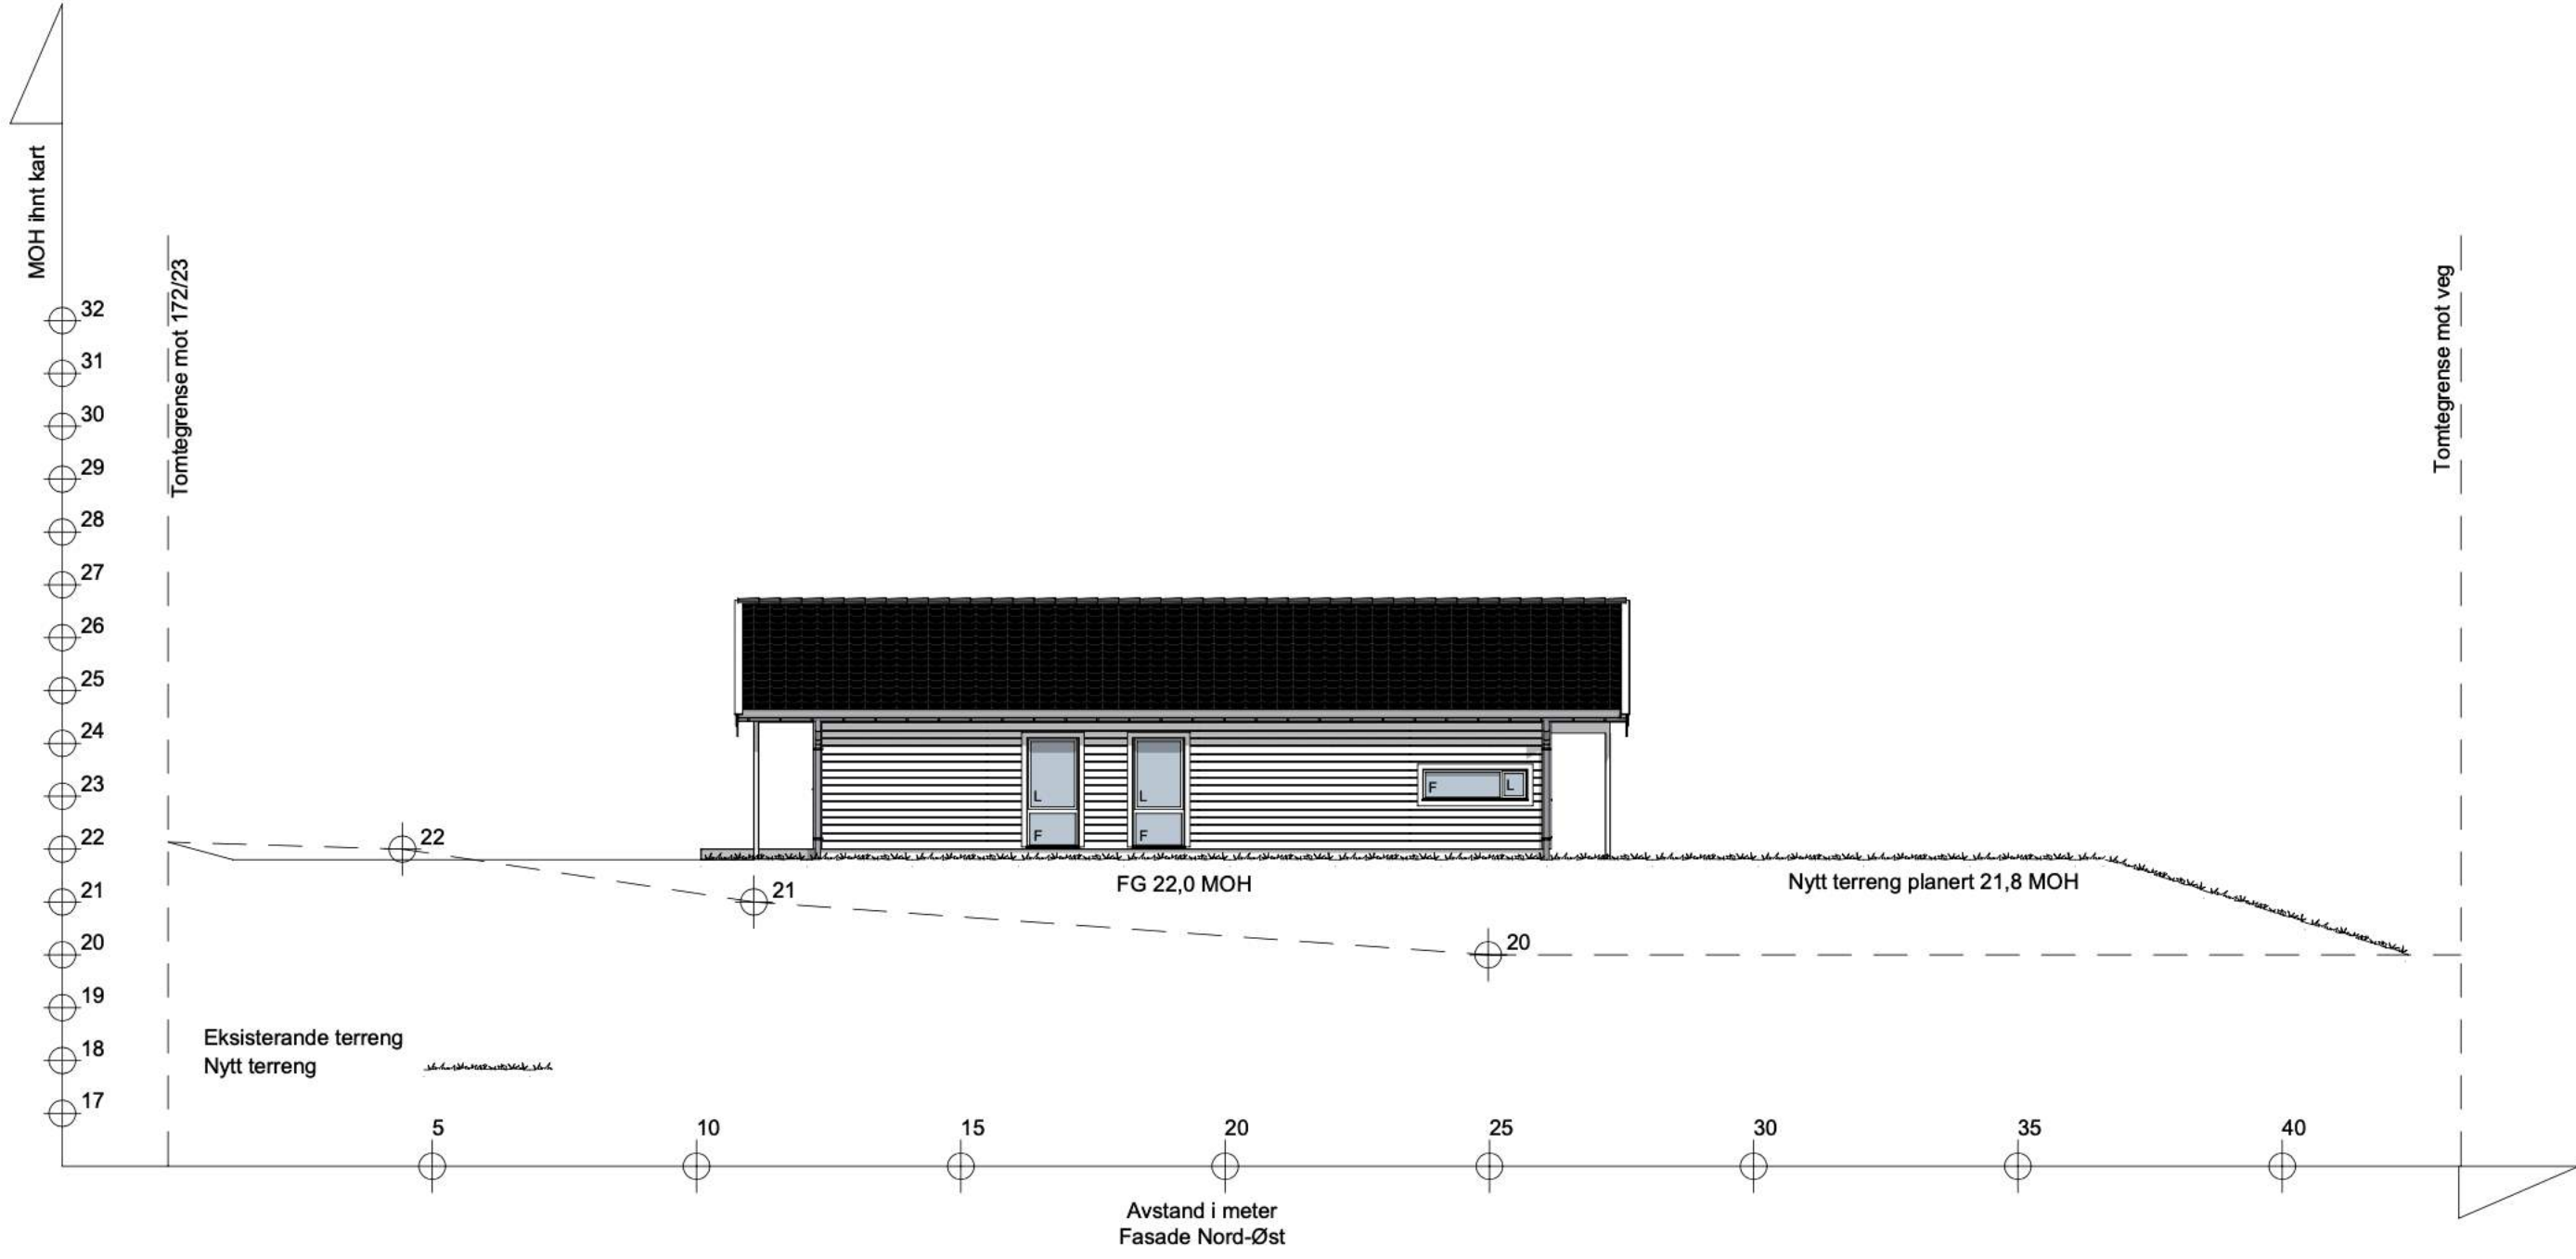 MOH ihnt kart
Tomtegrense mot 172/23
Tomtegrense mot veg
32
31
30
29
28
27
26
25
24
23
22
21
20
19
18
17
L
F
L
F
F
L
22
21
20
FG 22,0 MOH
Nytt terreng planert 21,8 MOH
Eksisterande terreng
Nytt terreng
5
10
15
20
25
30
35
40
Avstand i meter
Fasade Nord-Øst